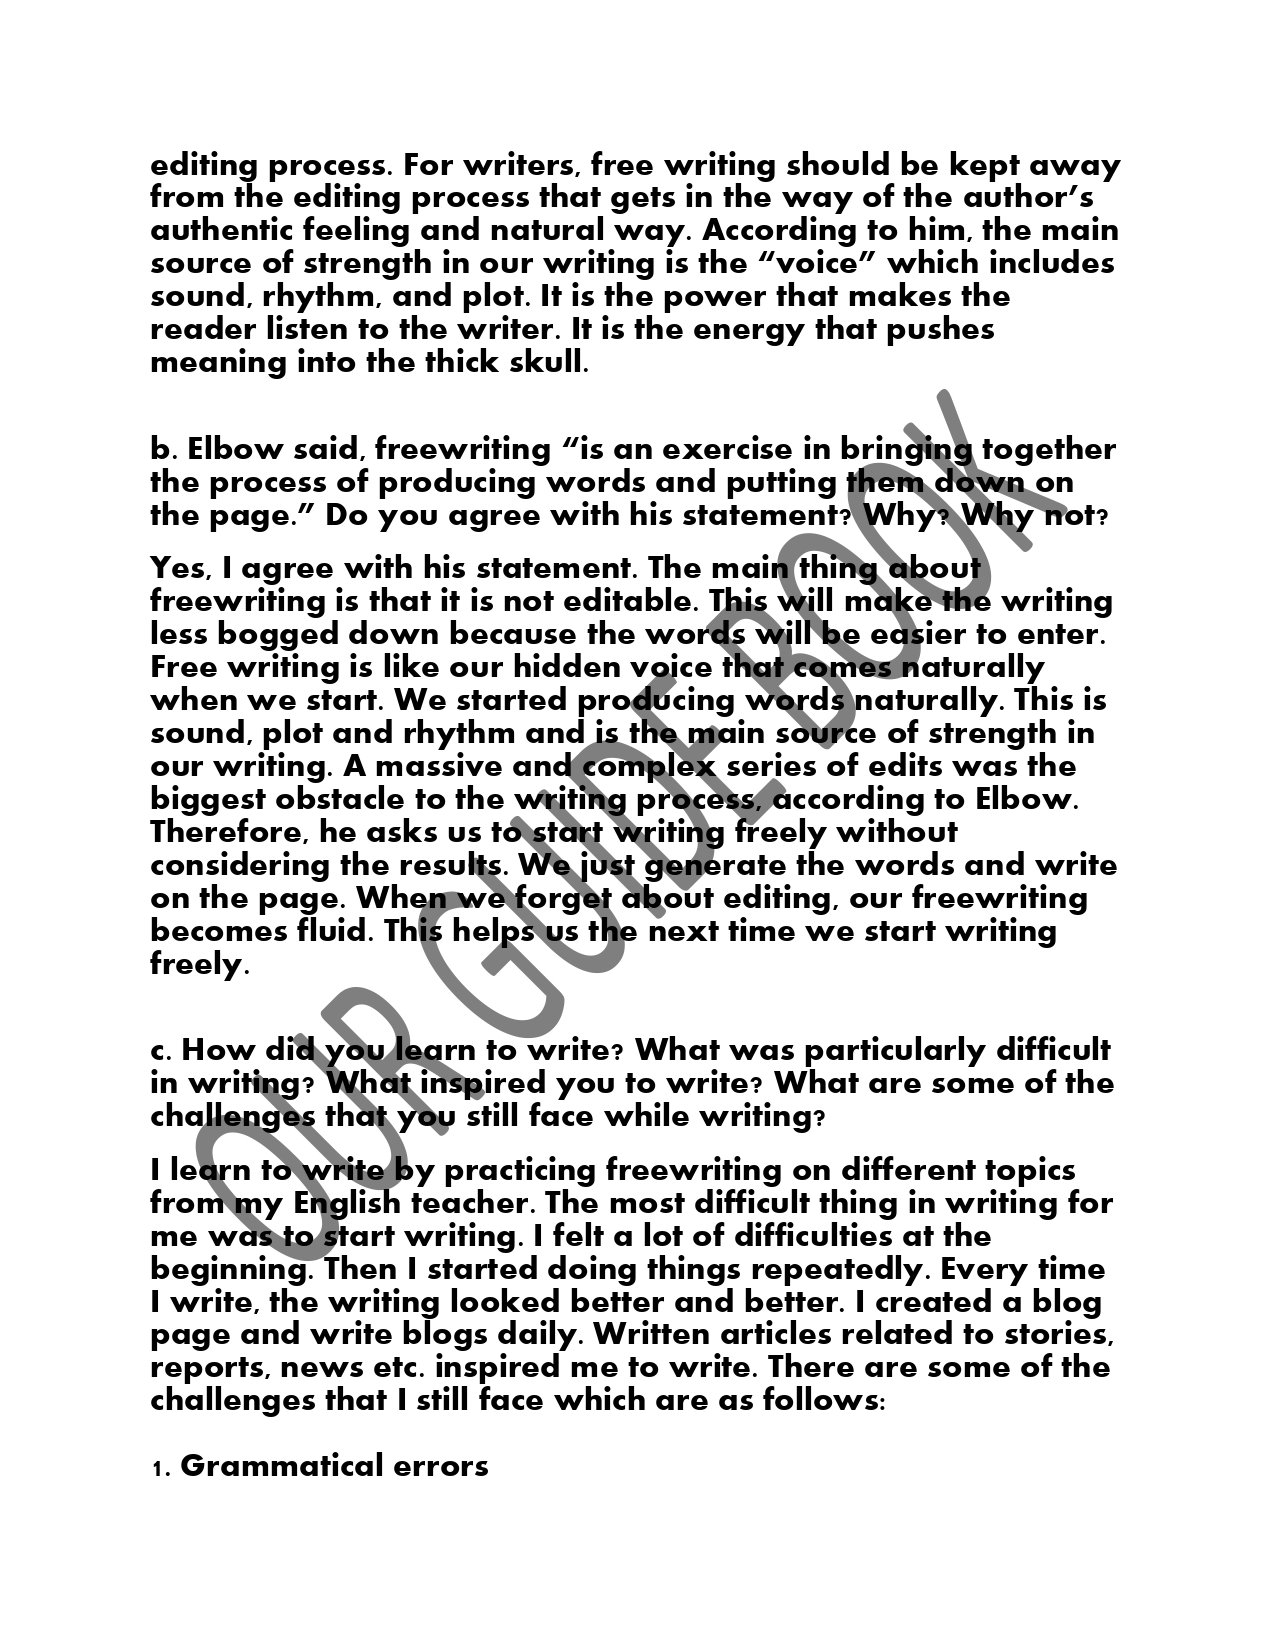 editing process. For writers, free writing should be kept away
from the editing process that gets in the way of the author's
authentic feeling and natural way. According to him, the main
source of strength in our writing is the “voice” which includes
sound, rhythm, and plot. It is the power that makes the
reader listen to the writer. It is the energy that pushes
meaning into the thick skull.
b. Elbow said, freewriting “is an exercise in bringing together
the process of producing words and putting them down on
the page.” Do you agree with his statement? Why? Why not?
Yes, I agree with his statement. The main thing about
freewriting is that it is not editable. This will make the writing
less bogged down because the words will be easier to enter.
Free writing is like our hidden voice that comes naturally
when we start. We started producing words naturally. This is
sound, plot and rhythm and is the main source of strength in
our writing. A massive and complex series of edits was the
biggest obstacle to the writing process, according to Elbow.
Therefore, he asks us to start writing freely without
considering the results. We just generate the words and write
on the page. When we forget about editing, our freewriting
becomes fluid. This helps us the next time we start writing
freely.
c. How did you learn to write? What was particularly difficult
in writing? What inspired you to write? What are some of the
challenges that you still face while writing?
I learn to write by practicing freewriting on different topics
from my English teacher. The most difficult thing in writing for
me was to start writing. I felt a lot of difficulties at the
beginning. Then I started doing things repeatedly. Every time
I write, the writing looked better and better. I created a blog
page and write blogs daily. Written articles related to stories,
reports, news etc. inspired me to write. There are some of the
challenges that I still face which are as follows:
1. Grammatical errors
OUR GUIDE BOOK